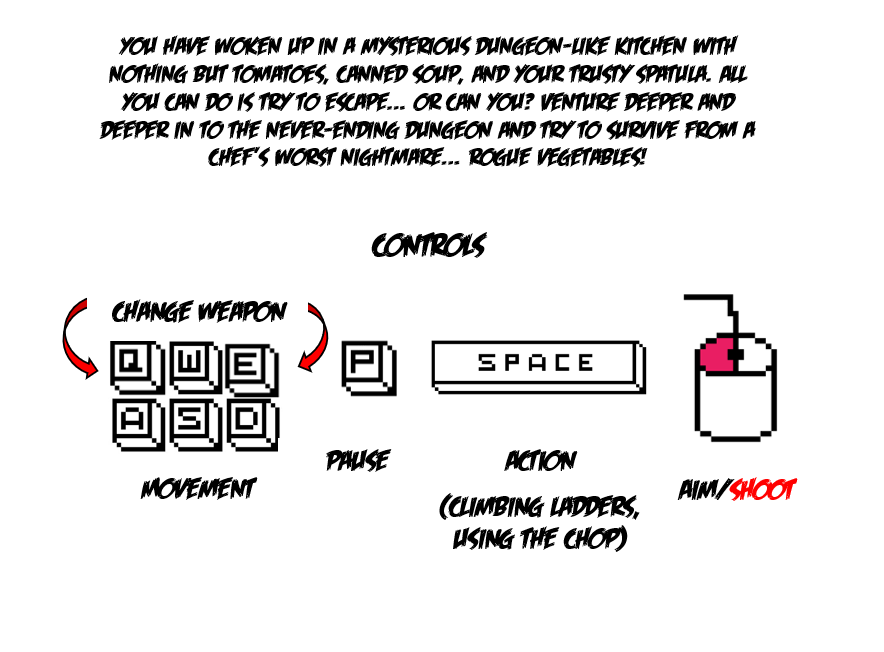 YOU HAVE WOKEN UP IN A MYSTERIOUS DUNGEON-LIKE KITCHEN WITH
NOTHING BUT TOMATOES, CANNED SOUP, AND YOUR TRUSTY SPATULA. ALL
YOU CAN DO IS TRY TO ESCAPE... OR CAN YOU? VENTURE DEEPER AND
DEEPER IN TO THE NEVER-ENDING DUNGEON AND TRY TO SURVIVE FROM A
CHEF'S WORST NIGHTMARE... ROGUE VEGETABLES!
CONTROLS
CHANGE WEAPON
Q W E
A S D
MOVEMENT
P
PAUSE
SPACE
ACTION
(CLIMBING LADDERS,
USING THE CHOP)
AIM/SHOOT